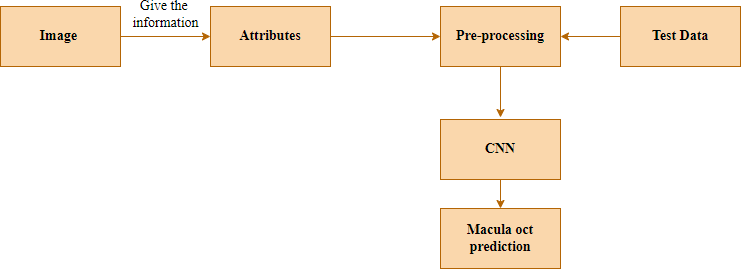 Give the
information
Image
Attributes
Pre-processing
Test Data
CNN
Macula oct
prediction